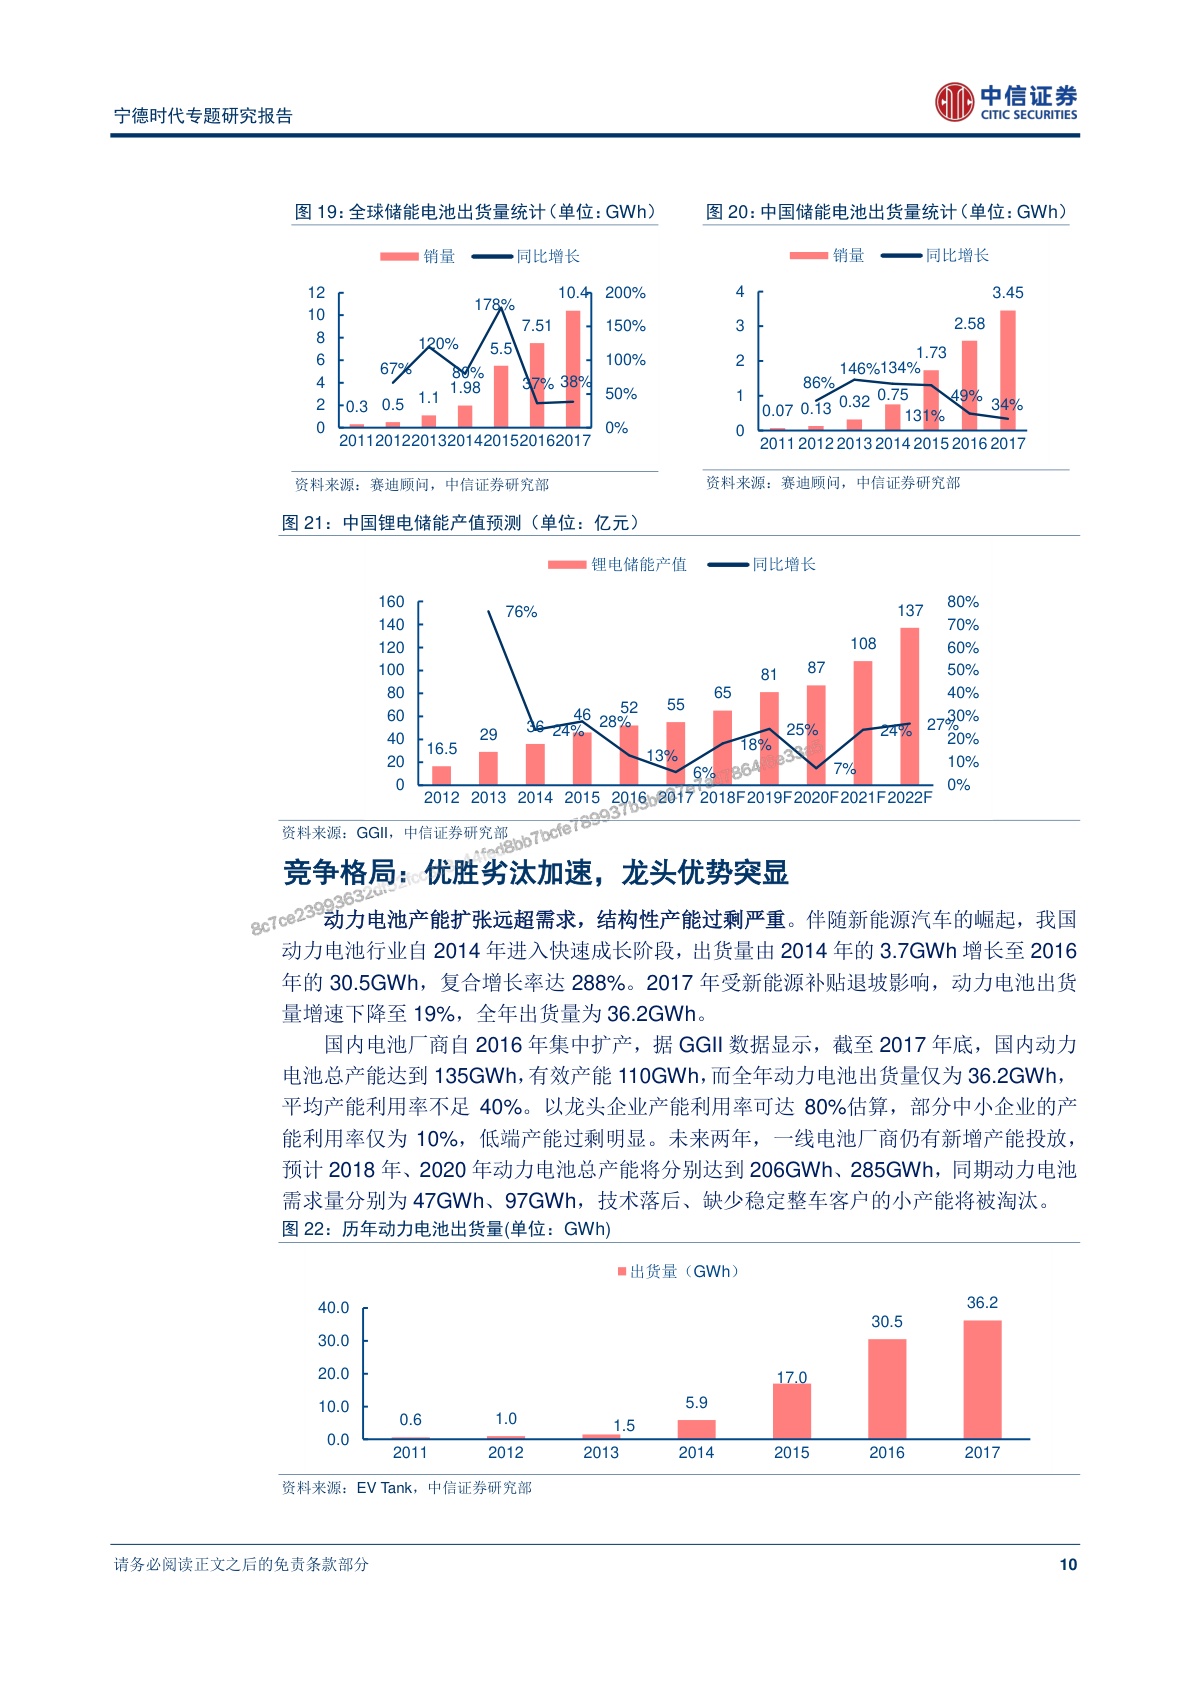 宁德时代专题研究报告
中信证券
CITIC SECURITIES
图 19：全球储能电池出货量统计（单位：GWh）
销量 同比增长
12
10
8
6
4
2
0
200%
150%
100%
50%
0%
0.3 0.5 1.1 1.98 5.5 7.51 10.4
67% 120% 80% 178% 37% 38%
2011 2012 2013 2014 2015 2016 2017
资料来源：赛迪顾问，中信证券研究部
图 20：中国储能电池出货量统计（单位：GWh）
销量 同比增长
4
3
2
1
0
0.07 0.13 0.32 0.75 1.73 2.58 3.45
86% 146% 134% 131% 49% 34%
2011 2012 2013 2014 2015 2016 2017
资料来源：赛迪顾问，中信证券研究部
图 21：中国锂电储能产值预测（单位：亿元）
锂电储能产值 同比增长
160
140
120
100
80
60
40
20
0
80%
70%
60%
50%
40%
30%
20%
10%
0%
16.5 29 36 46 52 55 65 81 87 108 137
76% 24% 28% 13% 6% 18% 25% 7% 24% 27%
2012 2013 2014 2015 2016 2017 2018F 2019F 2020F 2021F 2022F
资料来源：GGII，中信证券研究部
竞争格局：优胜劣汰加速，龙头优势突显
动力电池产能扩张远超需求，结构性产能过剩严重。伴随新能源汽车的崛起，我国
动力电池行业自 2014 年进入快速成长阶段，出货量由 2014 年的 3.7GWh 增长至 2016
年的 30.5GWh，复合增长率达 288%。2017 年受新能源补贴退坡影响，动力电池出货
量增速下降至 19%，全年出货量为 36.2GWh。
国内电池厂商自 2016 年集中扩产，据 GGII 数据显示，截至 2017 年底，国内动力
电池总产能达到 135GWh，有效产能 110GWh，而全年动力电池出货量仅为 36.2GWh，
平均产能利用率不足 40%。以龙头企业产能利用率可达 80%估算，部分中小企业的产
能利用率仅为 10%，低端产能过剩明显。未来两年，一线电池厂商仍有新增产能投放，
预计 2018 年、2020 年动力电池总产能将分别达到 206GWh、285GWh，同期动力电池
需求量分别为 47GWh、97GWh，技术落后、缺少稳定整车客户的小产能将被淘汰。
图 22：历年动力电池出货量(单位：GWh)
出货量（GWh）
40.0
30.0
20.0
10.0
0.0
0.6 1.0 1.5 5.9 17.0 30.5 36.2
2011 2012 2013 2014 2015 2016 2017
资料来源：EV Tank，中信证券研究部
请务必阅读正文之后的免责条款部分
10